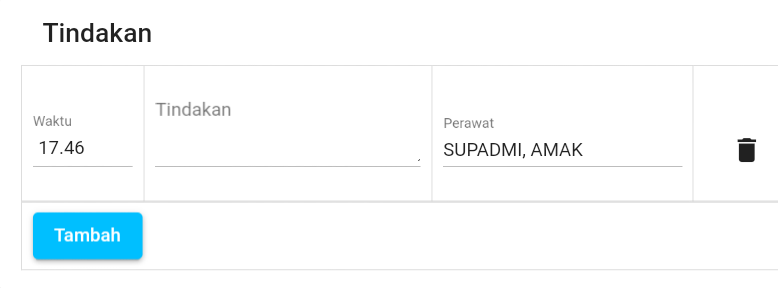 Tindakan
Waktu
17.46
Tindakan
Perawat
SUPADMI, AMAK
Tambah